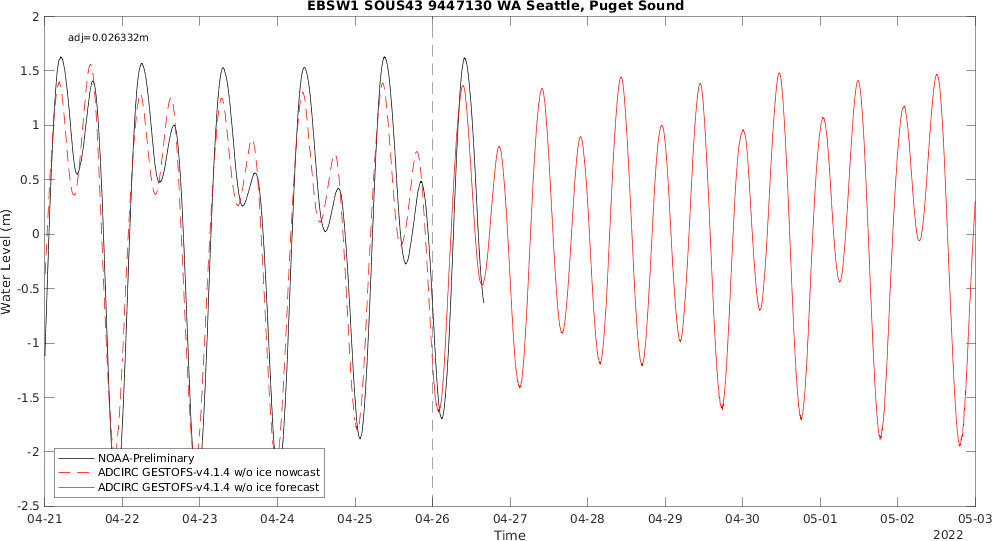 EBSW1 SOUS43 9447130 WA Seattle, Puget Sound
adj=0.026332m
2
1.5
1
0.5
0
-0.5
-1
-1.5
-2
-2.5
Water Level (m)
NOAA-Preliminary
ADCIRC GESTOFS-v4.1.4 w/o ice nowcast
ADCIRC GESTOFS-v4.1.4 w/o ice forecast
04-21 04-22 04-23 04-24 04-25 04-26 04-27 04-28 04-29 04-30 05-01 05-02 05-03
Time
2022